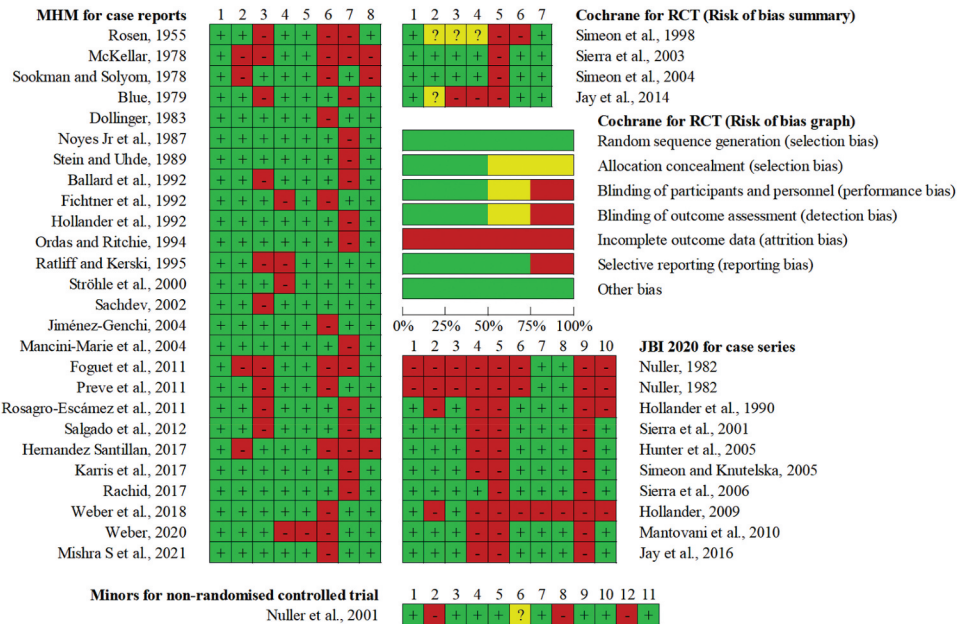 MHM for case reports 1 2 3 4 5 6 7 8
Rosen, 1955 + + - + + - - +
McKellar, 1978 + - - + + - - -
Sookman and Solyom, 1978 + - + + + - + -
Blue, 1979 + + - + + + - +
Dollinger, 1983 + + + + + - + +
Noyes Jr et al., 1987 + + + + + + - +
Stein and Uhde, 1989 + + + + + + - +
Ballard et al., 1992 + + - + + + - +
Fichtner et al., 1992 + + + - + - + +
Hollander et al., 1992 + + + + + + - +
Ordas and Ritchie, 1994 + + + + + + - +
Ratliff and Kerski, 1995 + + - - + + + +
Ströhle et al., 2000 + + + - + + + +
Sachdev, 2002 + + - + + + + +
Jiménez-Genchi, 2004 + + + + + - + +
Mancini-Marie et al., 2004 + + + + + + - +
Foguet et al., 2011 + - - + + - - +
Preve et al., 2011 + + - + + - + +
Rosagro-Escámez et al., 2011 + + - + + + - +
Salgado et al., 2012 + + - + + + - +
Hernandez Santillan, 2017 + - + + + - - -
Karris et al., 2017 + + + + + + - +
Rachid, 2017 + + + + + + - +
Weber et al., 2018 + + + + + - + +
Weber, 2020 + + + - - - + +
Mishra S et al., 2021 + + + + + - + +
1 2 3 4 5 6 7 Cochrane for RCT (Risk of bias summary)
+ ? ? ? - - + Simeon et al., 1998
+ + + + - + + Sierra et al., 2003
+ + + + - + + Simeon et al., 2004
+ ? - - - + + Jay et al., 2014
Cochrane for RCT (Risk of bias graph)
Random sequence generation (selection bias)
Allocation concealment (selection bias)
Blinding of participants and personnel (performance bias)
Blinding of outcome assessment (detection bias)
Incomplete outcome data (attrition bias)
Selective reporting (reporting bias)
Other bias
0% 25% 50% 75% 100%
1 2 3 4 5 6 7 8 9 10 JBI 2020 for case series
- - - - - - + + - - Nuller, 1982
- - - - - - + + - - Nuller, 1982
+ - + - - + + + - - Hollander et al., 1990
+ + + - - + + + - + Sierra et al., 2001
+ + + - - + + + - + Hunter et al., 2005
+ + + - - + + + - + Simeon and Knutelska, 2005
+ + + + - + + + - + Sierra et al., 2006
+ - + - - - - - - - Hollander, 2009
+ + + - - + + + - + Mantovani et al., 2010
+ + + - - + + + - + Jay et al., 2016
Minors for non-randomised controlled trial 1 2 3 4 5 6 7 8 9 10 12 11
Nuller et al., 2001 + - + + + ? + - + + - +